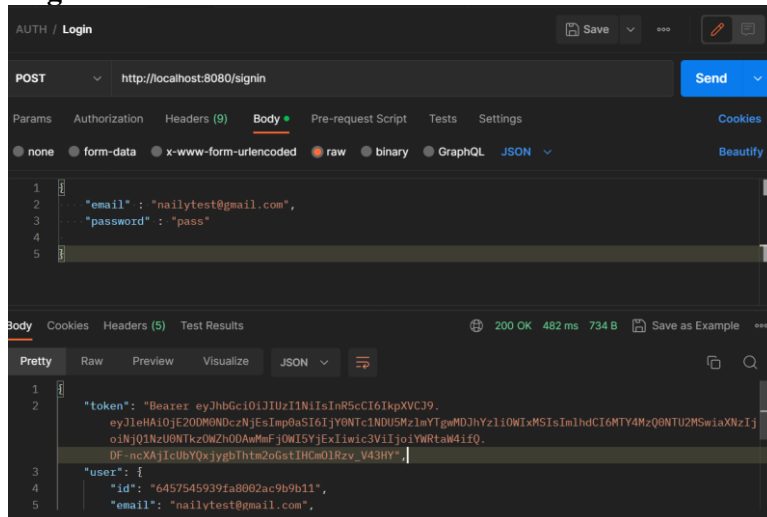 AUTH / Login
Save
POST http://localhost:8080/signin Send
Params Authorization Headers (9) Body Pre-request Script Tests Settings Cookies
none form-data x-www-form-urlencoded raw binary GraphQL JSON Beautify
1 {
2 "email" : "nailytest@gmail.com",
3 "password" : "pass"
4
5 }
Body Cookies Headers (5) Test Results 200 OK 482 ms 734 B Save as Example
Pretty Raw Preview Visualize JSON
1 {
2 "token": "Bearer eyJhbGciOiJIUzI1NiIsInR5cCI6IkpXVCJ9.
eyJleHAiOjE2ODM0NDczNjEsImp0aSI6IjY0NTc1NDU5MzlmYTgwMDJhYzliOWIxMSIsImlhdCI6MTY4MzQ0NTU2MSwiaXNzIj
oiNjQ1NzU0NTkzOWZhODAwMmFjOWI5YjExIiwic3ViIjoiYWRtaW4ifQ.
DF-ncXAjIcUbYQxjygbThtm2oGstIHCmOlRzv_V43HY",
3 "user": {
4 "id": "6457545939fa8002ac9b9b11",
5 "email": "nailytest@gmail.com",